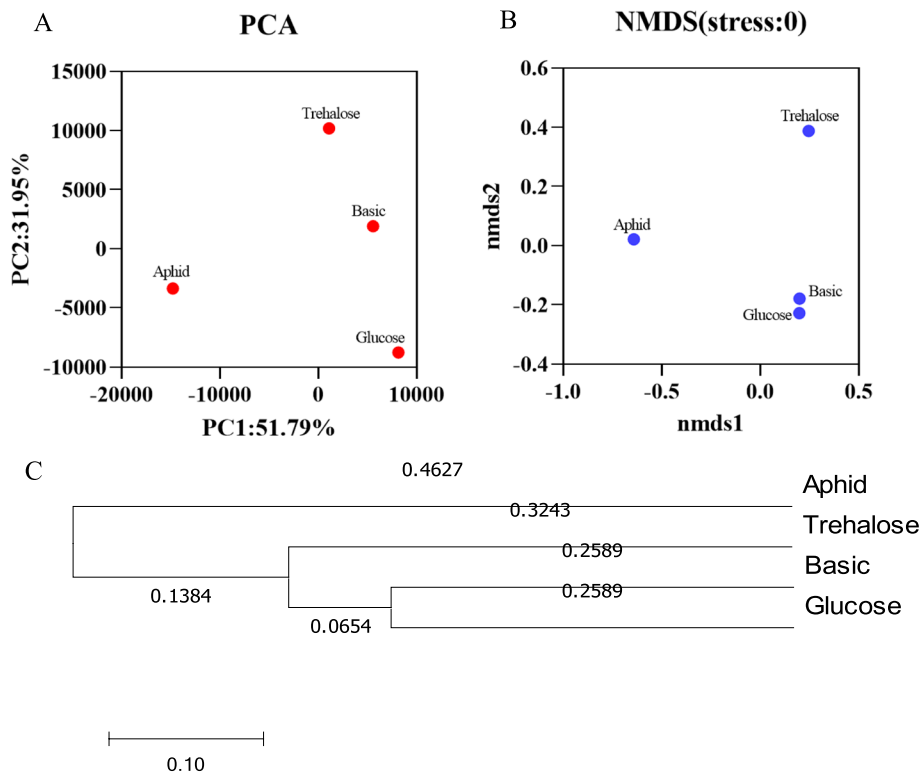 A
PCA
15000
10000
5000
0
-5000
-10000
PC2:31.95%
Trehalose
Basic
Aphid
Glucose
-20000 -10000 0 10000
PC1:51.79%
B
NMDS(stress:0)
0.6
0.4
0.2
0.0
-0.2
-0.4
nmds2
Trehalose
Aphid
Basic
Glucose
-1.0 -0.5 0.0 0.5
nmds1
C
0.4627
Aphid
0.3243
Trehalose
0.2589
Basic
0.1384
0.2589
Glucose
0.0654
0.10